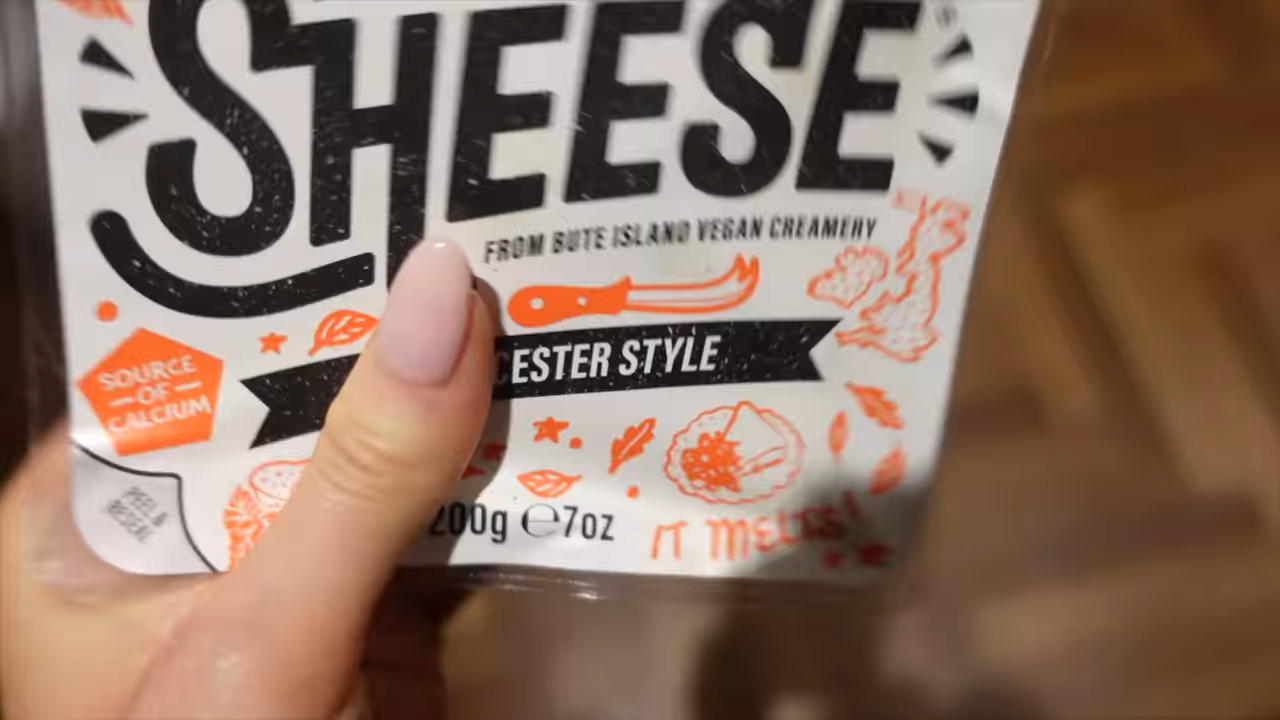 SHEESE
FROM BUTE ISLAND VEGAN CREAMERY
CESTER STYLE
SOURCE
OF
CALCIUM
PEEL &
RESEAL
200g ℮ 7oz
IT MELTS!